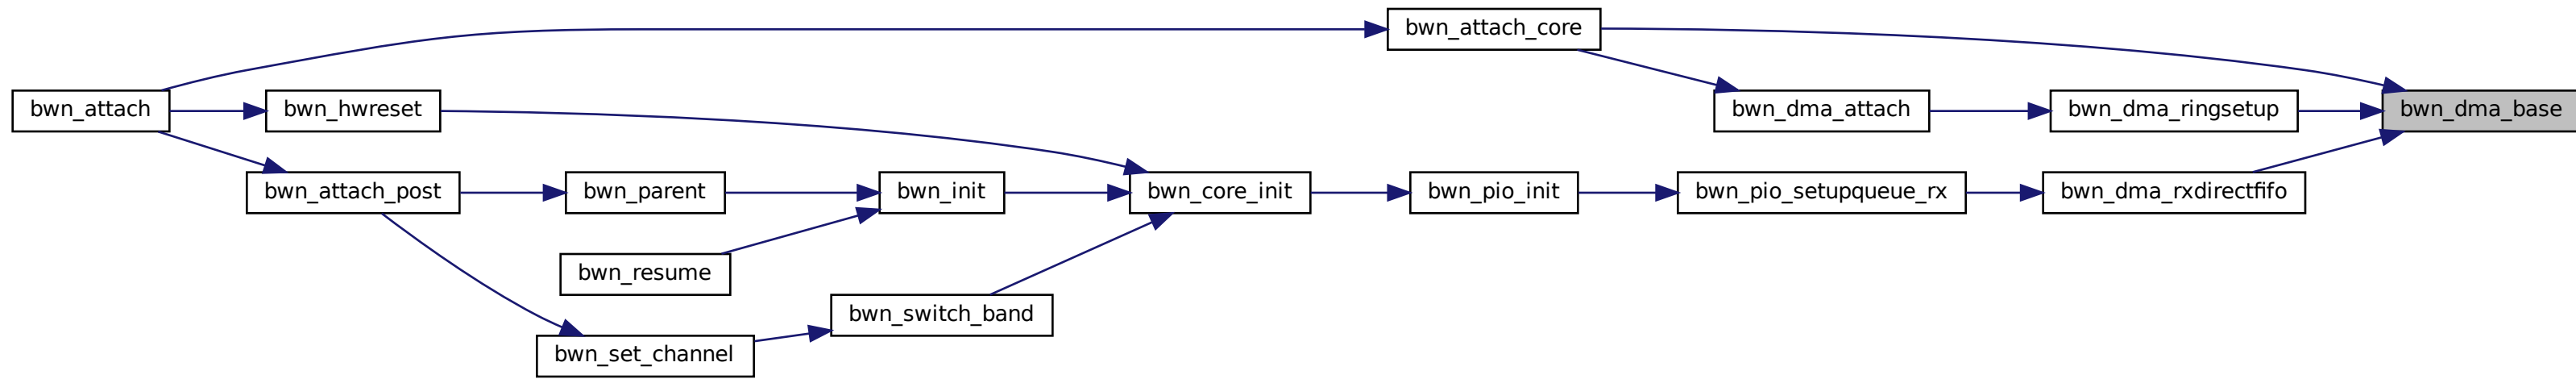 bwn_attach_core
bwn_attach
bwn_hwreset
bwn_dma_attach
bwn_dma_ringsetup
bwn_dma_base
bwn_attach_post
bwn_parent
bwn_init
bwn_core_init
bwn_pio_init
bwn_pio_setupqueue_rx
bwn_dma_rxdirectfifo
bwn_resume
bwn_switch_band
bwn_set_channel